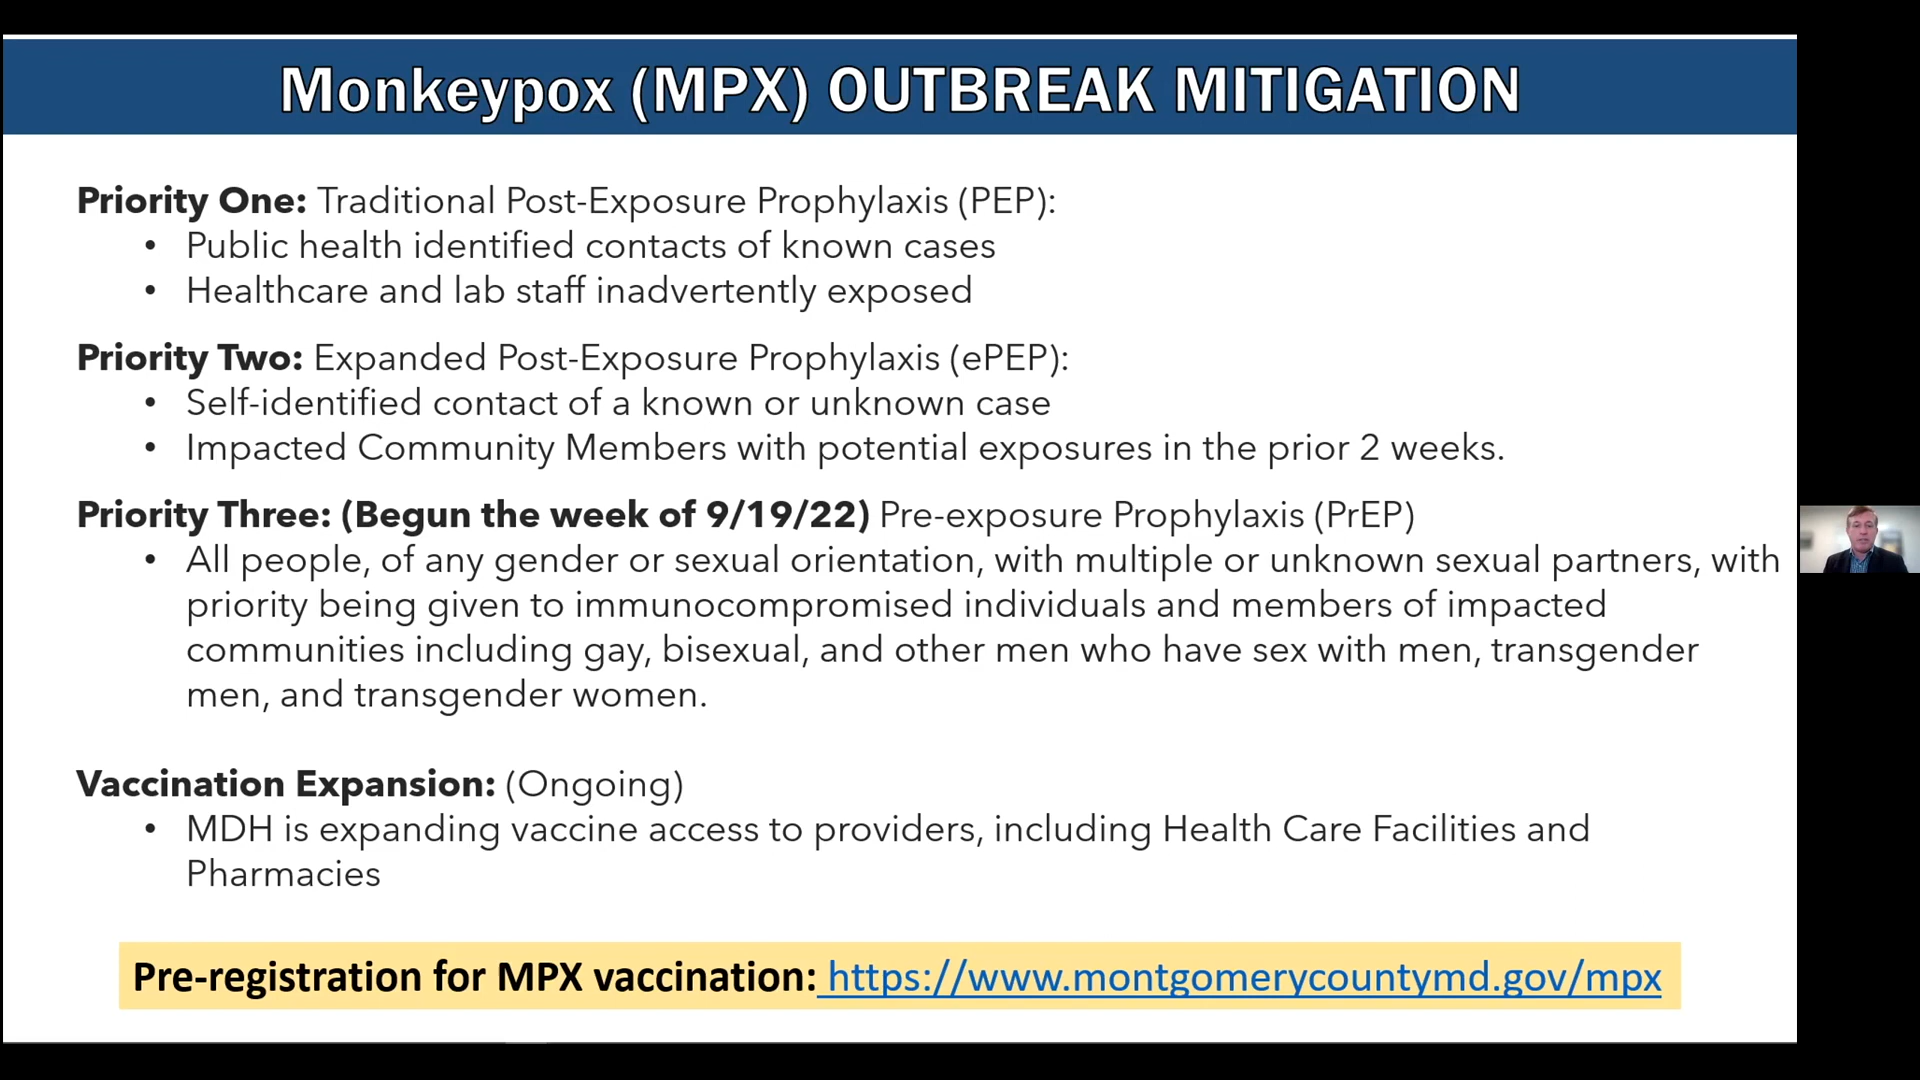 Monkeypox (MPX) OUTBREAK MITIGATION
Priority One: Traditional Post-Exposure Prophylaxis (PEP):
• Public health identified contacts of known cases
• Healthcare and lab staff inadvertently exposed
Priority Two: Expanded Post-Exposure Prophylaxis (ePEP):
• Self-identified contact of a known or unknown case
• Impacted Community Members with potential exposures in the prior 2 weeks.
Priority Three: (Begun the week of 9/19/22) Pre-exposure Prophylaxis (PrEP)
• All people, of any gender or sexual orientation, with multiple or unknown sexual partners, with
priority being given to immunocompromised individuals and members of impacted
communities including gay, bisexual, and other men who have sex with men, transgender
men, and transgender women.
Vaccination Expansion: (Ongoing)
• MDH is expanding vaccine access to providers, including Health Care Facilities and
Pharmacies
Pre-registration for MPX vaccination: https://www.montgomerycountymd.gov/mpx